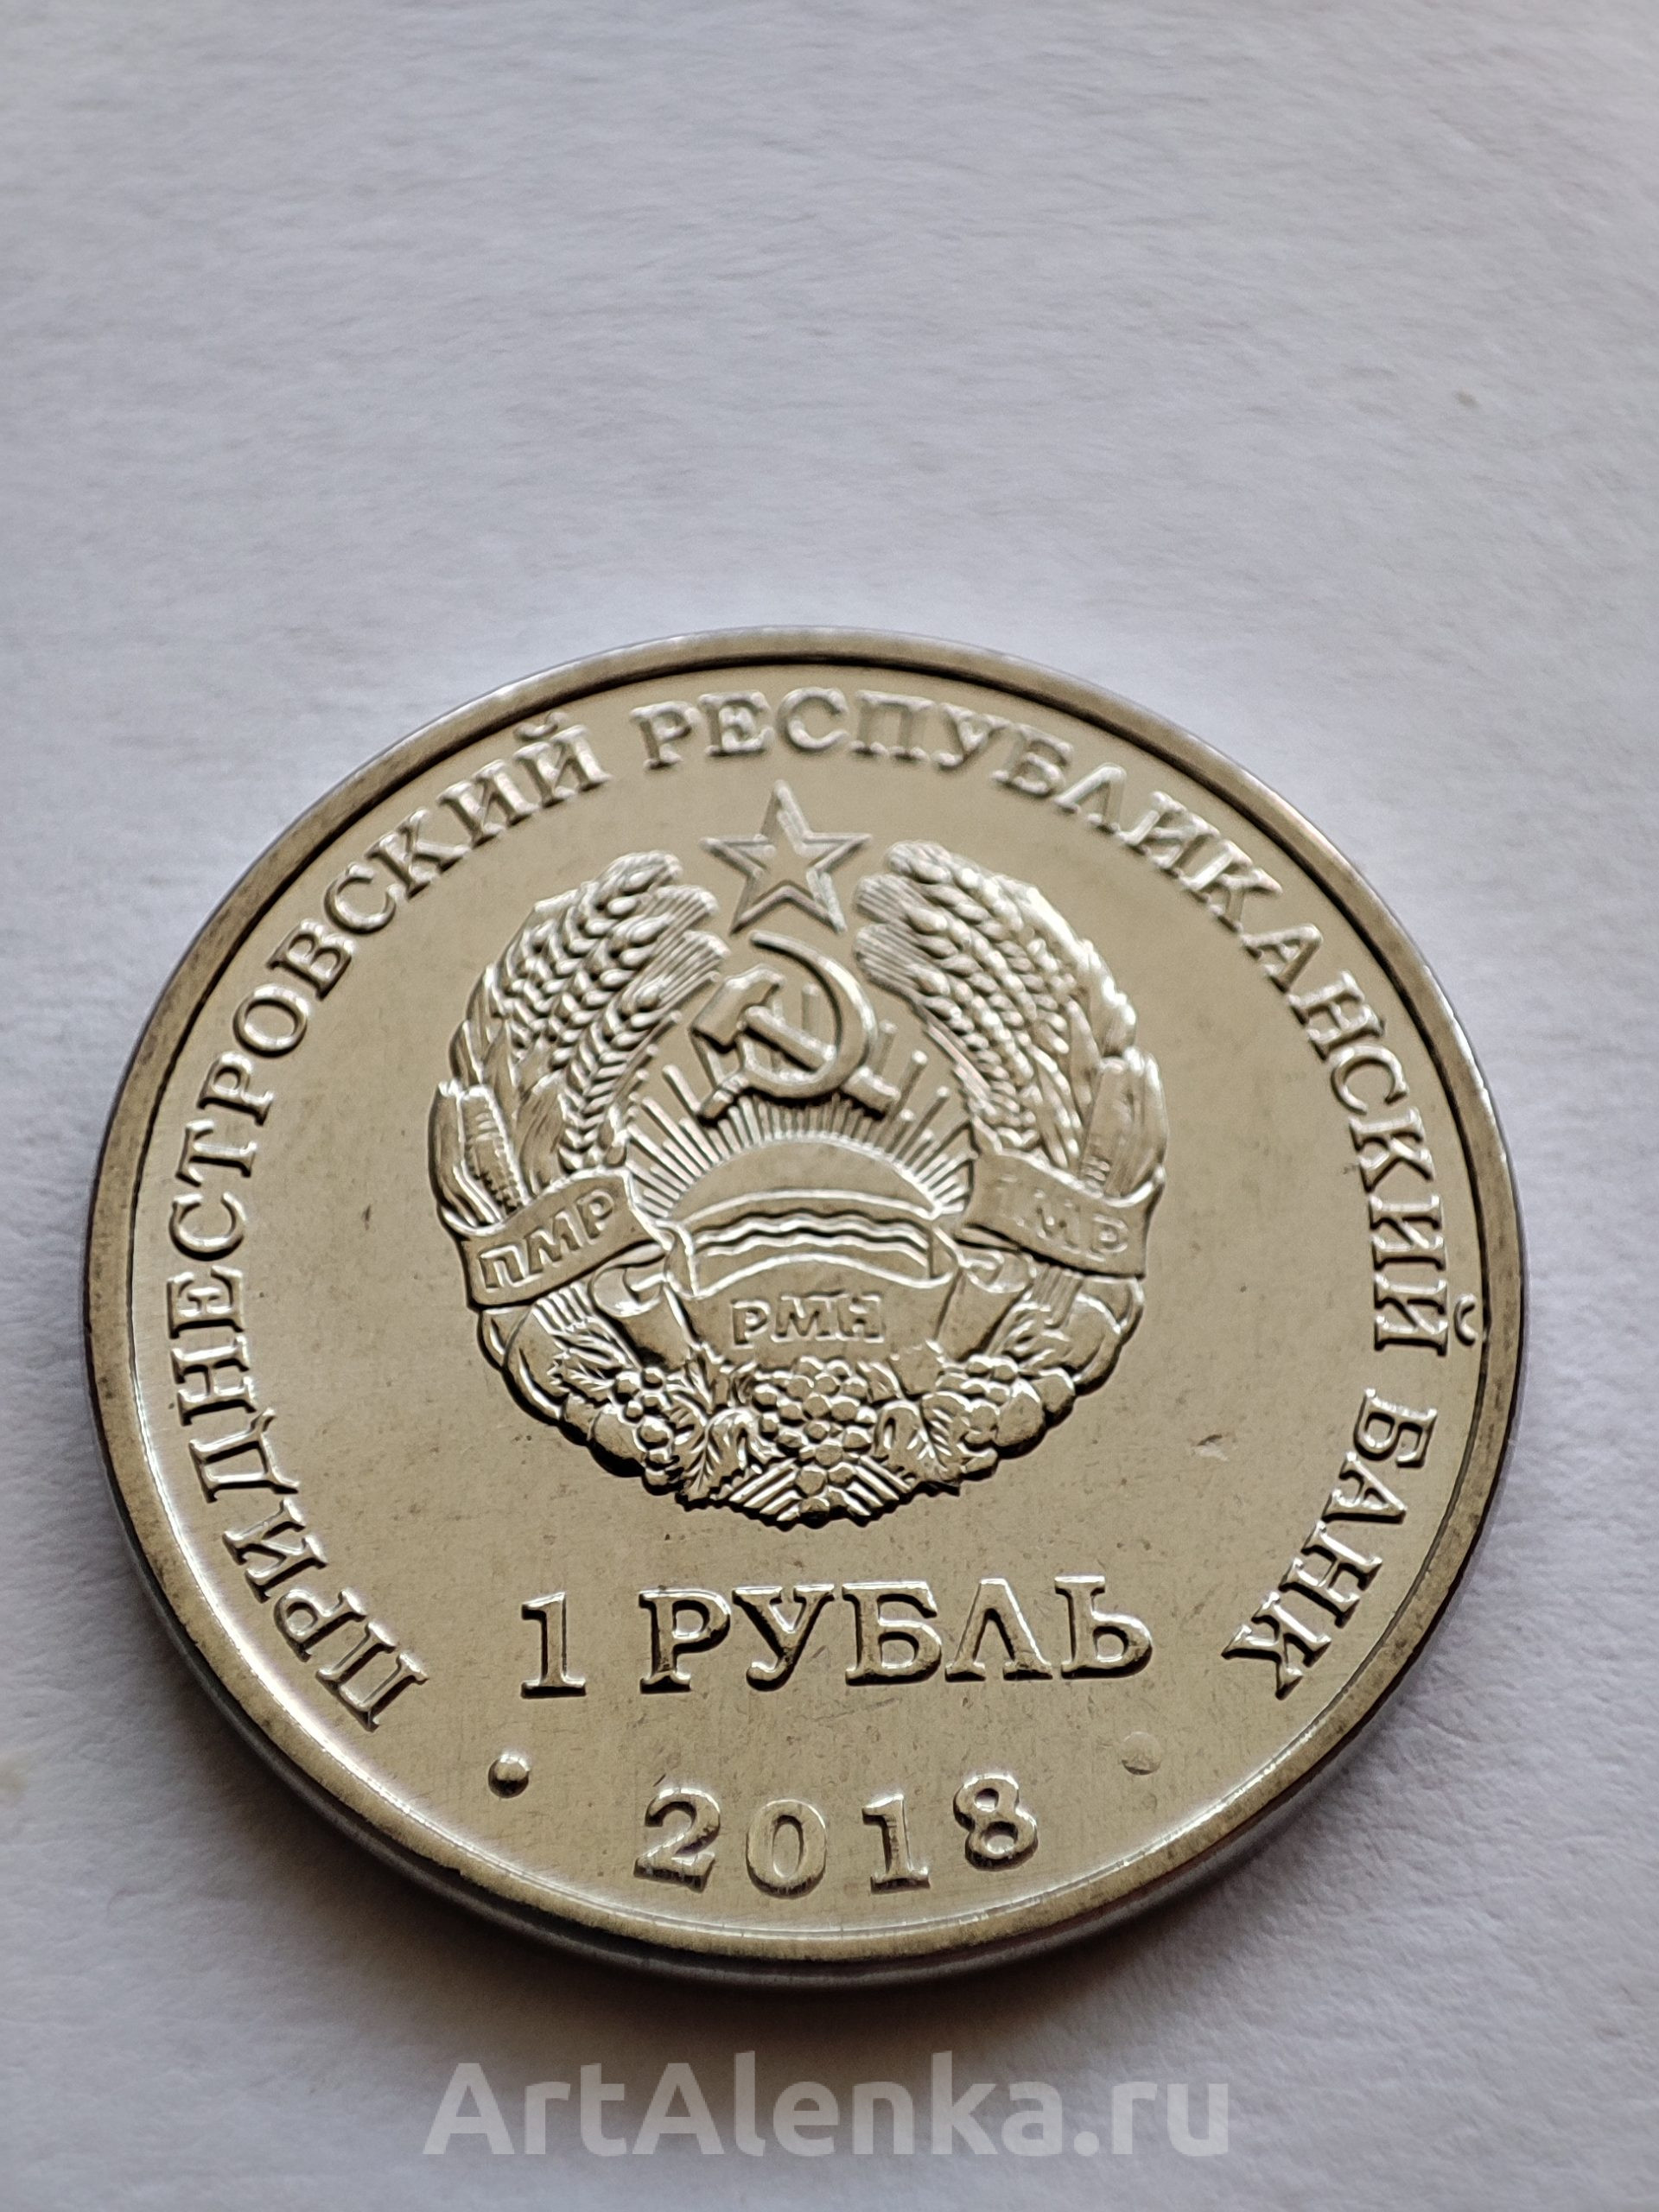 ПРИДНЕСТРОВСКИЙ РЕСПУБЛИКАНСКИЙ БАНК
ПМР
ПМР
РМН
1 РУБЛЬ
• 2018 •
ArtAlenka.ru